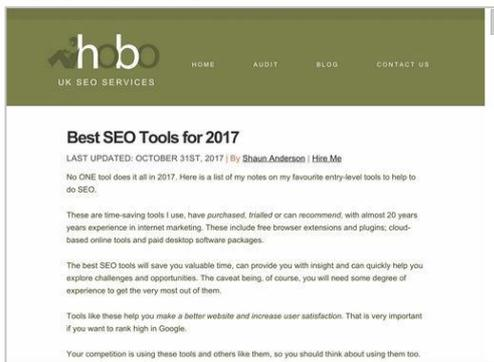 hobo
UK SEO SERVICES
HOME AUDIT BLOG CONTACT US
Best SEO Tools for 2017
LAST UPDATED: OCTOBER 31ST, 2017 | By Shaun Anderson | Hire Me
No ONE tool does it all in 2017. Here is a list of my notes on my favourite entry-level tools to help to
do SEO.
These are time-saving tools I use, have purchased, trialled or can recommend, with almost 20 years
years experience in internet marketing. These include free browser extensions and plugins; cloud-
based online tools and paid desktop software packages.
The best SEO tools will save you valuable time, can provide you with insight and can quickly help you
explore challenges and opportunities. The caveat being, of course, you will need some degree of
experience to get the very most out of them.
Tools like these help you make a better website and increase user satisfaction. That is very important
if you want to rank high in Google.
Your competition is using these tools and others like them, so you should think about using them too.